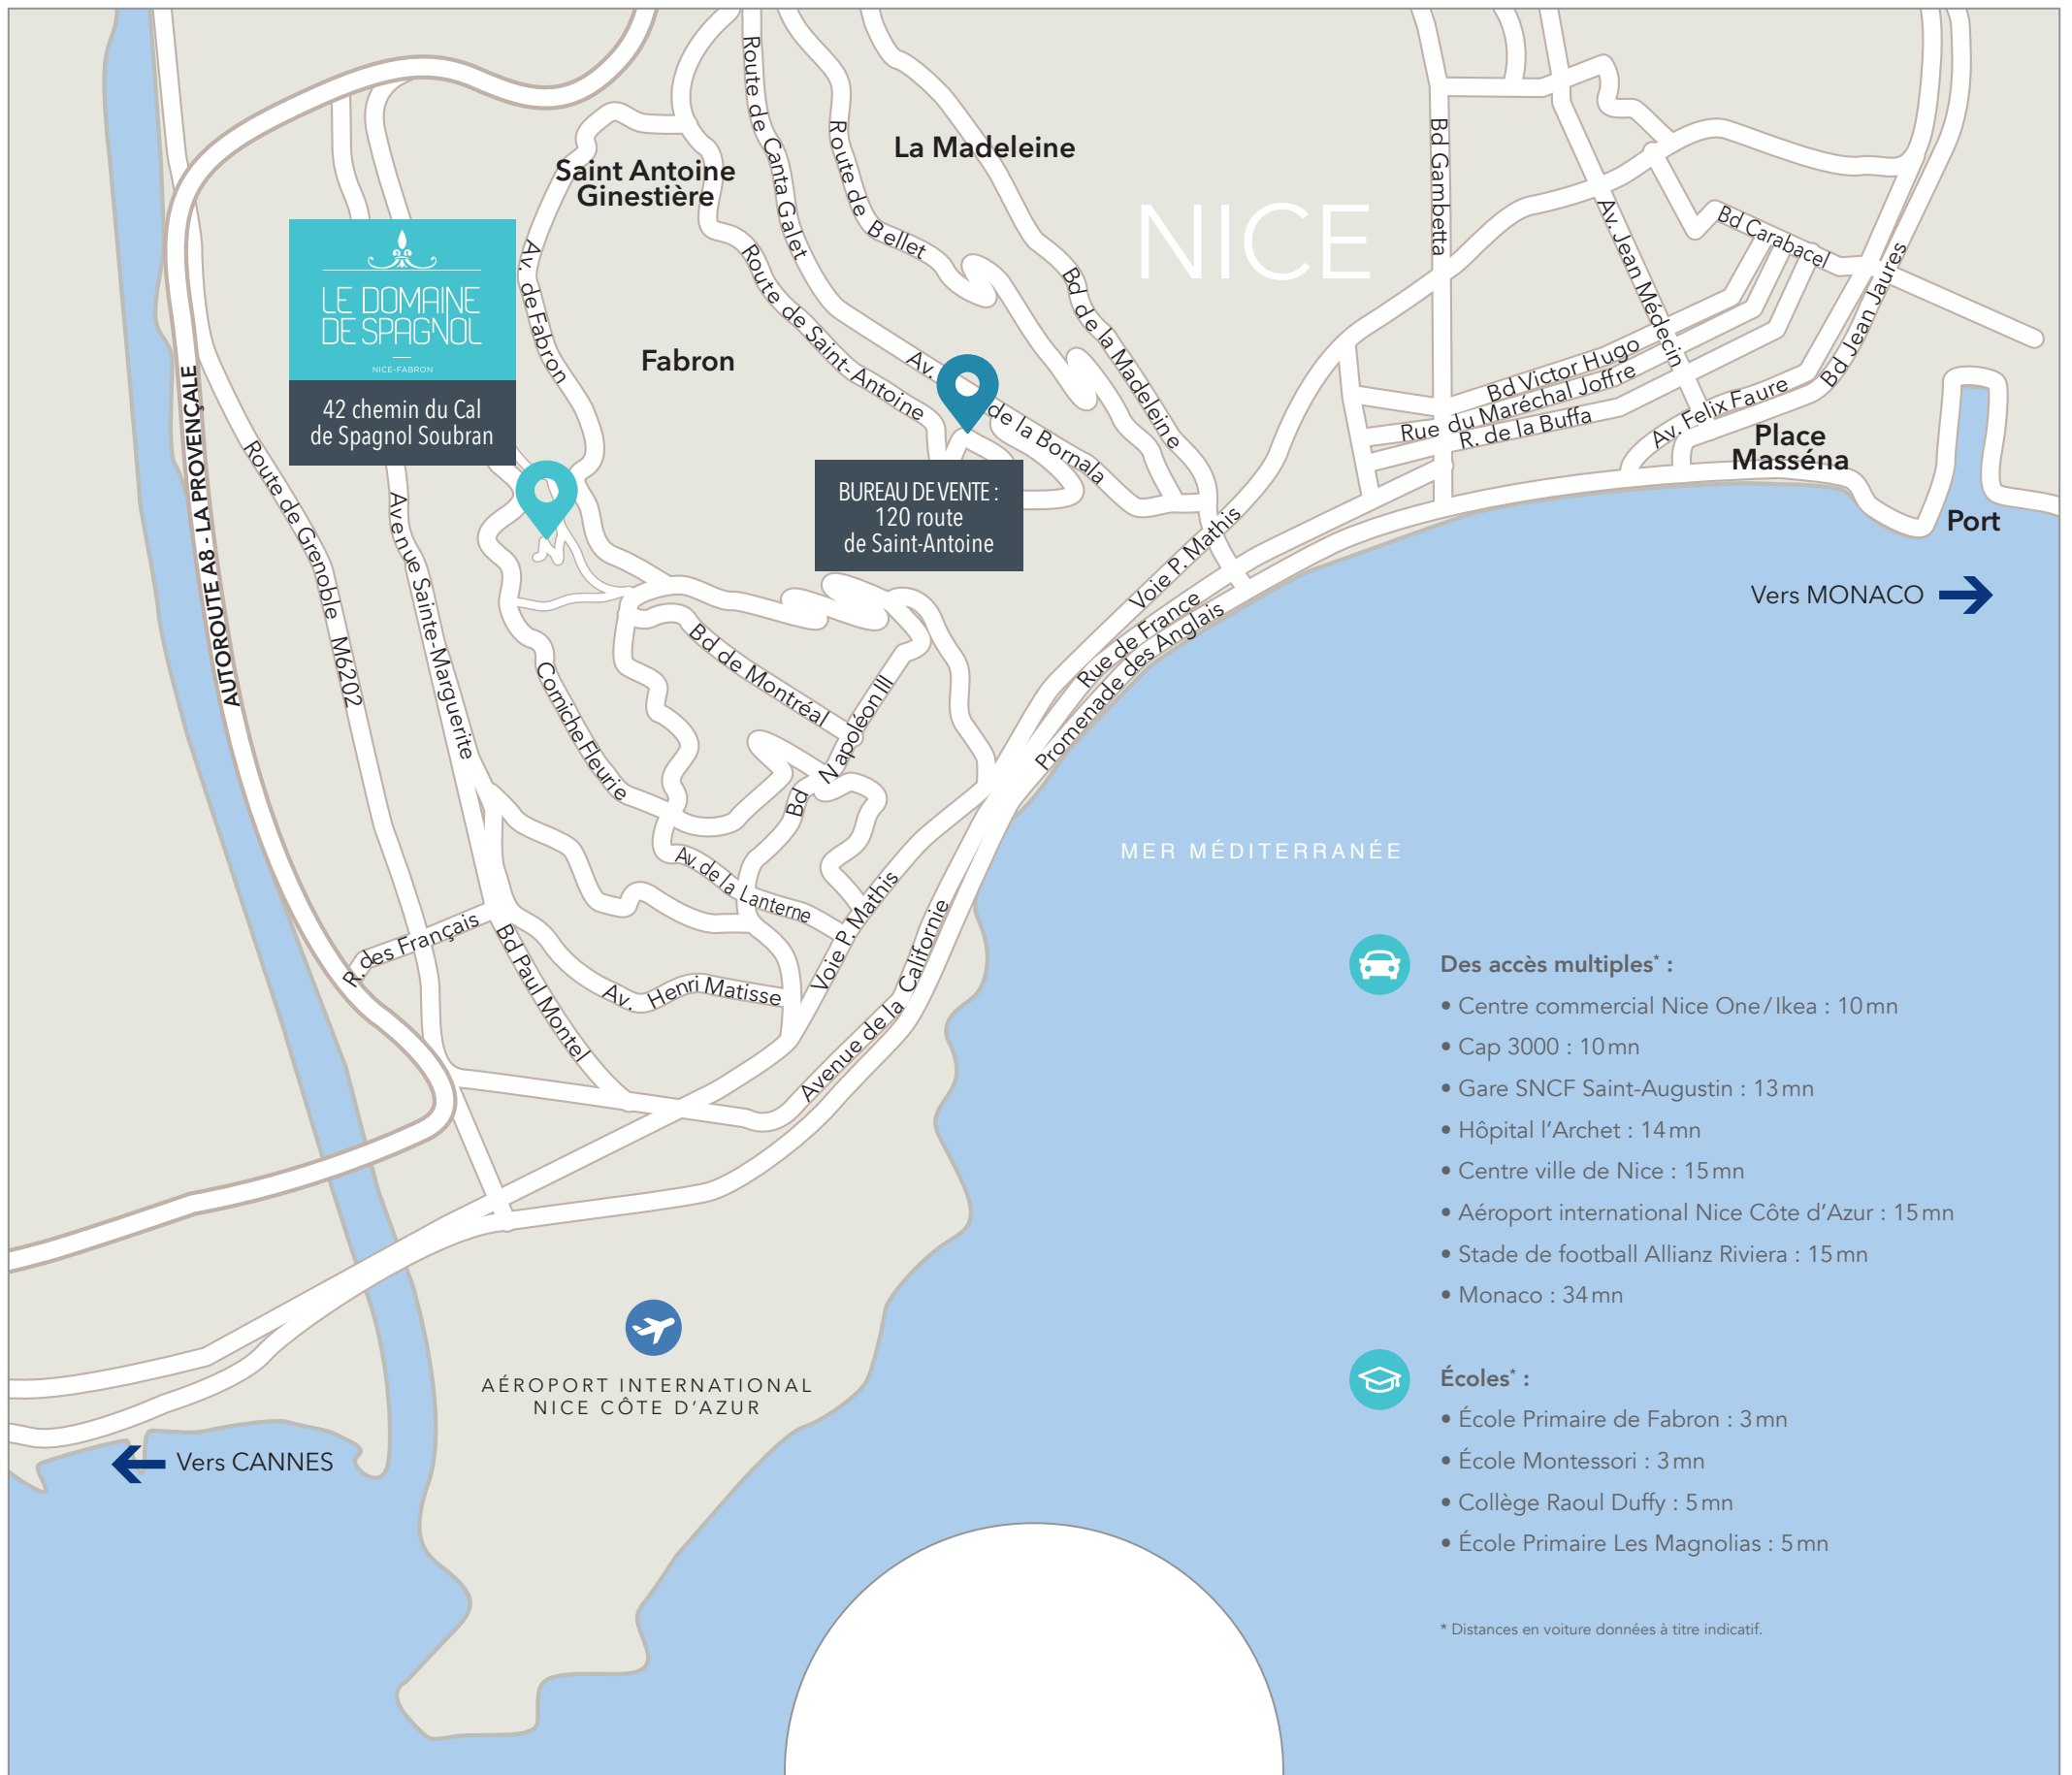 Route de Canta Galet
Route de Bellet
La Madeleine
Saint Antoine
Ginestière
NICE
Bd Gambetta
Av. Jean Médecin
Bd Carabacel
Bd Jean Jaures
LE DOMAINE
DE SPAGNOL
NICE-FABRON
42 chemin du Cal
de Spagnol Soubran
Av. de Fabron
Fabron
Route de Saint-Antoine
Av. de la Bornala
Bd de la Madeleine
Bd Victor Hugo
Rue du Maréchal Joffre
R. de la Buffa
Av. Felix Faure
Place
Masséna
Port
AUTOROUTE A8 - LA PROVENÇALE
Route de Grenoble M6202
Avenue Sainte-Marguerite
BUREAU DE VENTE :
120 route
de Saint-Antoine
Voie P. Mathis
Rue de France
Promenade des Anglais
Vers MONACO
Corniche Fleurie
Bd de Montréal
Bd Napoléon III
Av. de la Lanterne
Voie P. Mathis
Avenue de la Californie
R. des Français
Bd Paul Montel
Av. Henri Matisse
MER MÉDITERRANÉE
Des accès multiples* :
• Centre commercial Nice One / Ikea : 10 mn
• Cap 3000 : 10 mn
• Gare SNCF Saint-Augustin : 13 mn
• Hôpital l’Archet : 14 mn
• Centre ville de Nice : 15 mn
• Aéroport international Nice Côte d’Azur : 15 mn
• Stade de football Allianz Riviera : 15 mn
• Monaco : 34 mn
AÉROPORT INTERNATIONAL
NICE CÔTE D’AZUR
Vers CANNES
Écoles* :
• École Primaire de Fabron : 3 mn
• École Montessori : 3 mn
• Collège Raoul Duffy : 5 mn
• École Primaire Les Magnolias : 5 mn
* Distances en voiture données à titre indicatif.